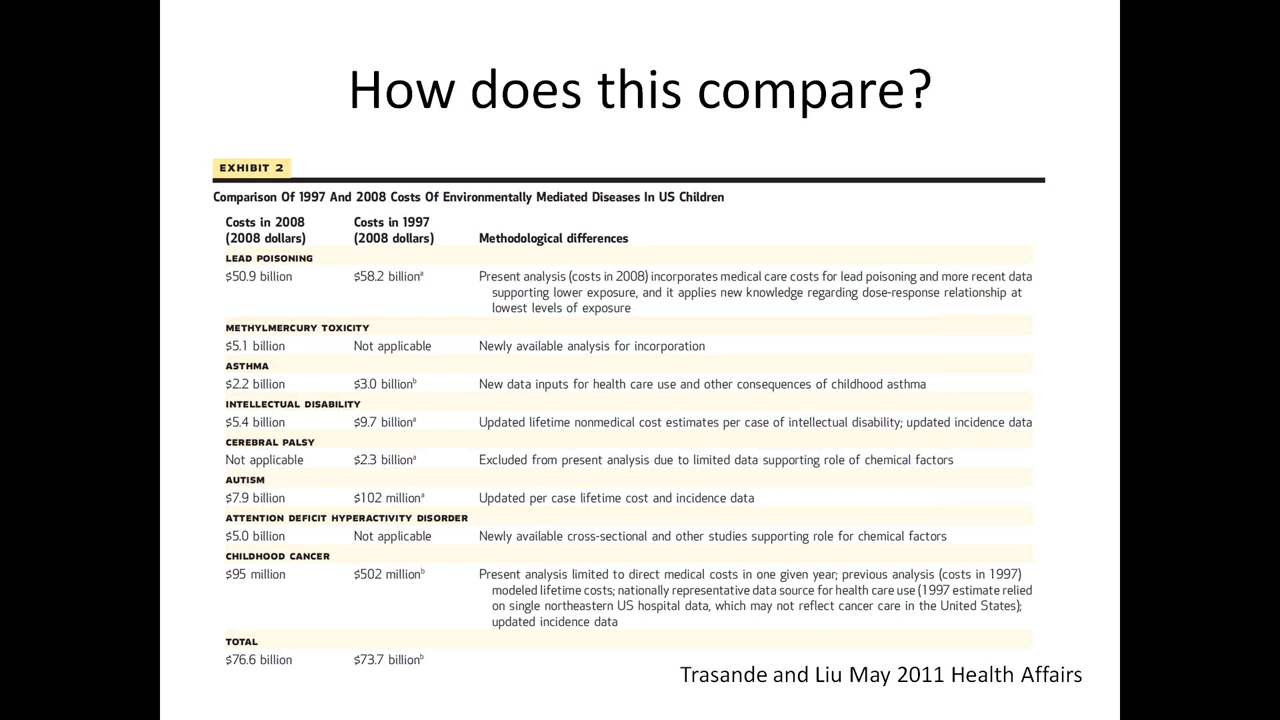 How does this compare?
EXHIBIT 2
Comparison Of 1997 And 2008 Costs Of Environmentally Mediated Diseases In US Children
Costs in 2008 (2008 dollars) Costs in 1997 (2008 dollars) Methodological differences
LEAD POISONING
$50.9 billion $58.2 billionᵃ Present analysis (costs in 2008) incorporates medical care costs for lead poisoning and more recent data
supporting lower exposure, and it applies new knowledge regarding dose-response relationship at
lowest levels of exposure
METHYLMERCURY TOXICITY
$5.1 billion Not applicable Newly available analysis for incorporation
ASTHMA
$2.2 billion $3.0 billionᵇ New data inputs for health care use and other consequences of childhood asthma
INTELLECTUAL DISABILITY
$5.4 billion $9.7 billionᵃ Updated lifetime nonmedical cost estimates per case of intellectual disability; updated incidence data
CEREBRAL PALSY
Not applicable $2.3 billionᵃ Excluded from present analysis due to limited data supporting role of chemical factors
AUTISM
$7.9 billion $102 millionᵃ Updated per case lifetime cost and incidence data
ATTENTION DEFICIT HYPERACTIVITY DISORDER
$5.0 billion Not applicable Newly available cross-sectional and other studies supporting role for chemical factors
CHILDHOOD CANCER
$95 million $502 millionᵇ Present analysis limited to direct medical costs in one given year; previous analysis (costs in 1997)
modeled lifetime costs; nationally representative data source for health care use (1997 estimate relied
on single northeastern US hospital data, which may not reflect cancer care in the United States);
updated incidence data
TOTAL
$76.6 billion $73.7 billionᵇ
Trasande and Liu May 2011 Health Affairs